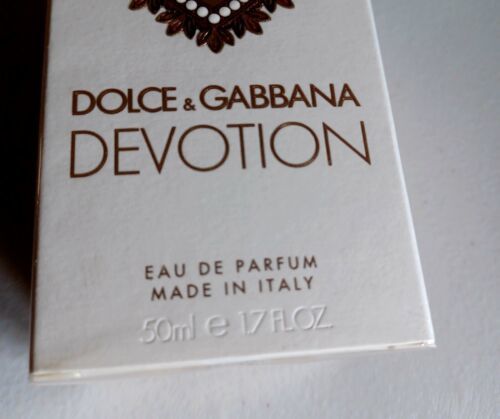 DOLCE & GABBANA
DEVOTION
EAU DE PARFUM
MADE IN ITALY
50ml e 1.7 FL.OZ.